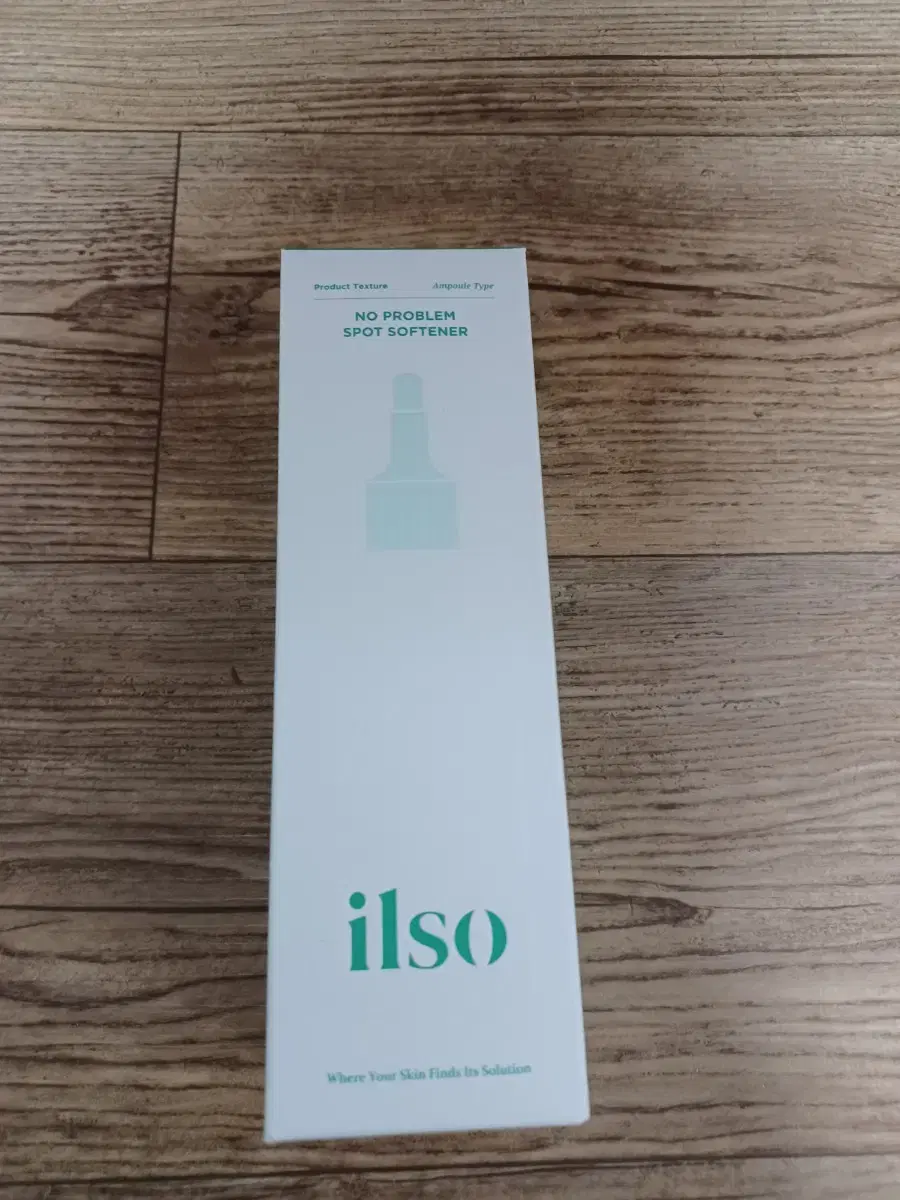 Product Texture Ampoule Type
NO PROBLEM
SPOT SOFTENER
ilso
Where Your Skin Finds Its Solution